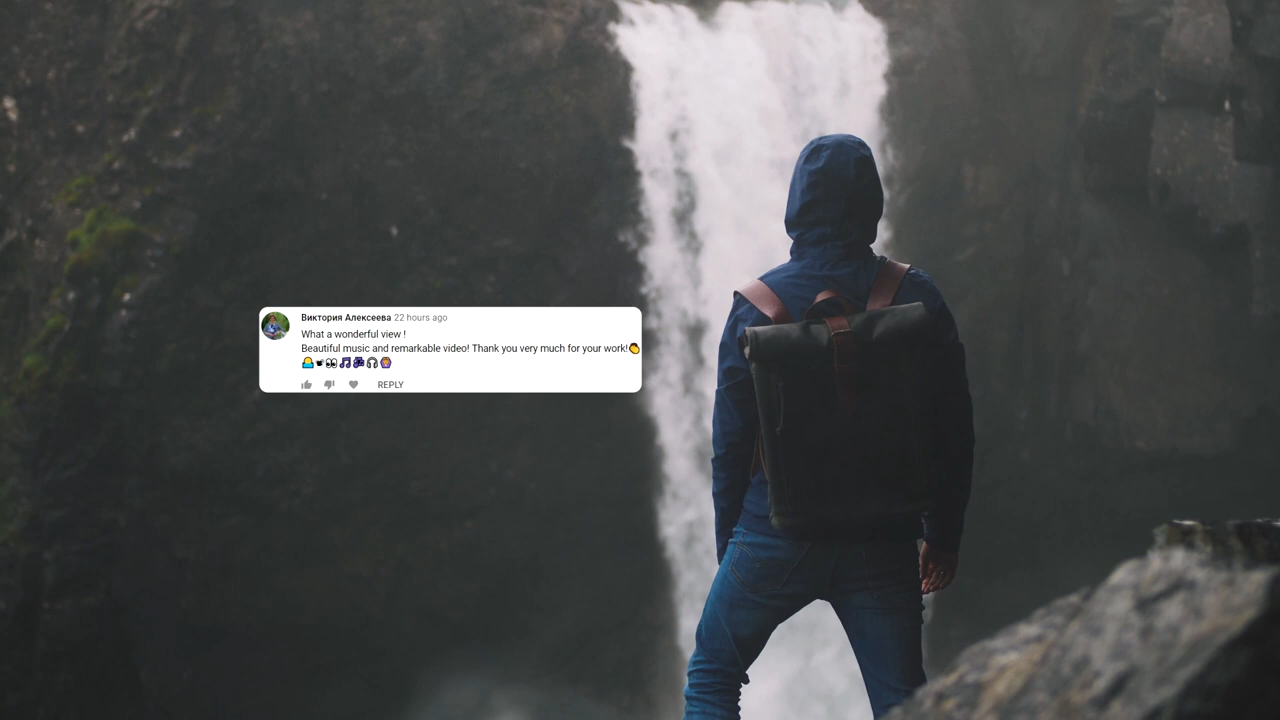 Виктория Алексеева 22 hours ago
What a wonderful view !
Beautiful music and remarkable video! Thank you very much for your work!👏
REPLY